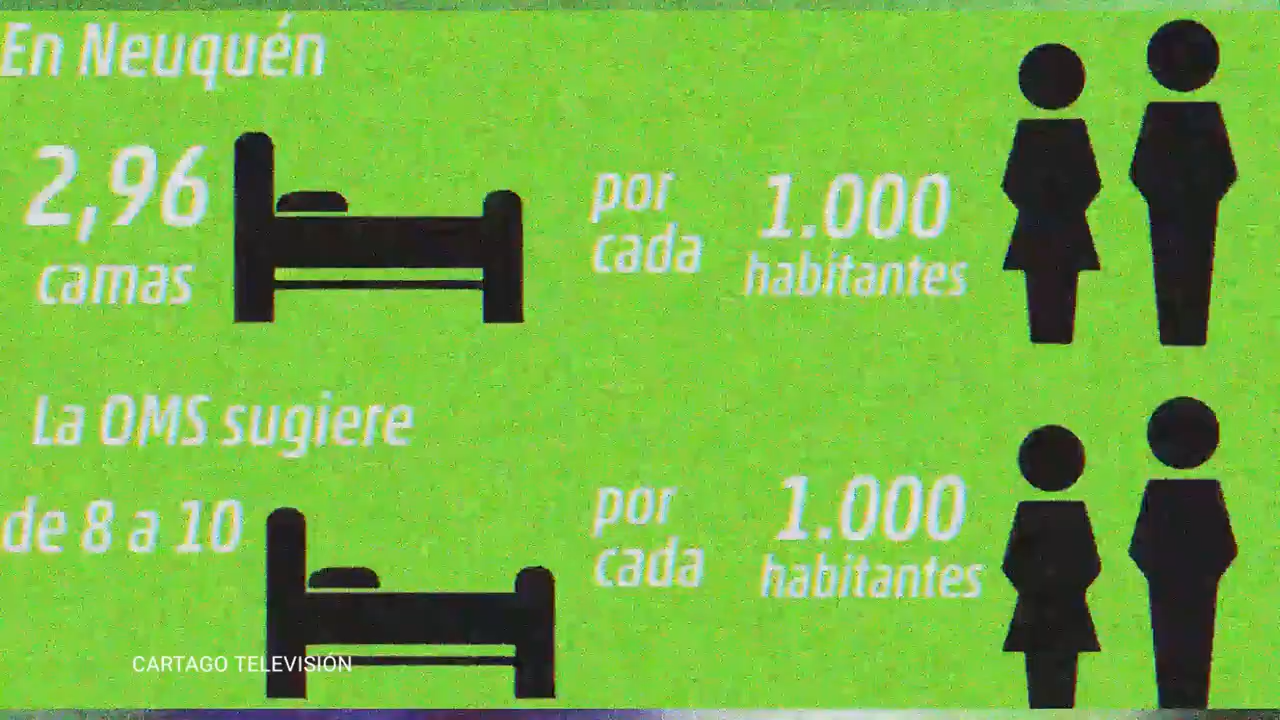 En Neuquén
2,96
camas
por
cada
1.000
habitantes
La OMS sugiere
de 8 a 10
por
cada
1.000
habitantes
CARTAGO TELEVISIÓN